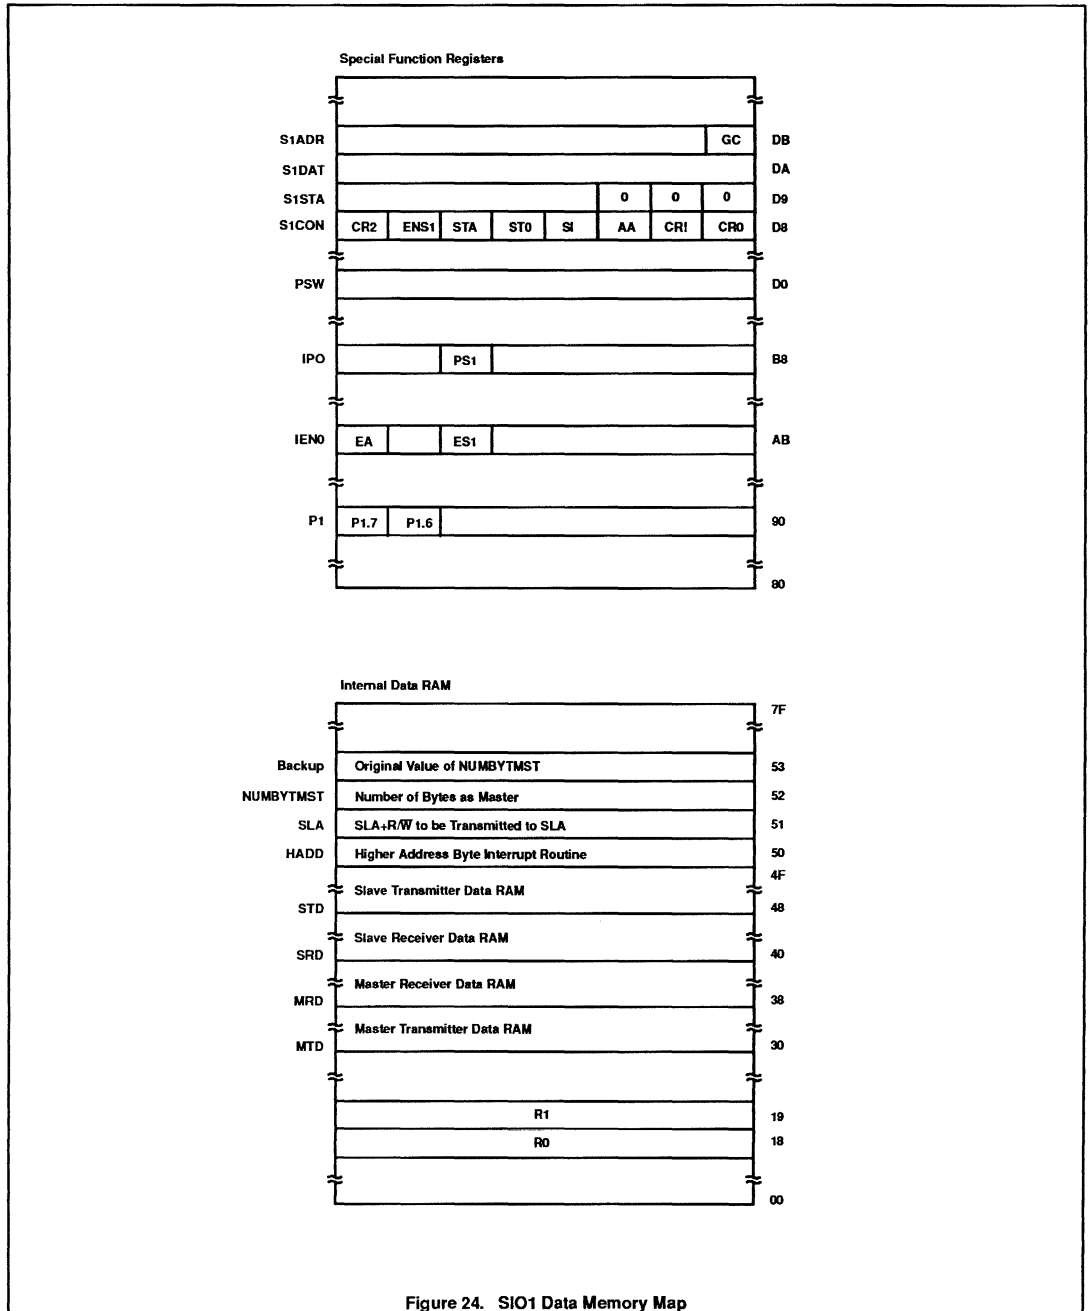 Special Function Registers
S1ADR GC DB
S1DAT DA
S1STA 0 0 0 D9
S1CON CR2 ENS1 STA ST0 SI AA CR! CR0 D8
PSW D0
IPO PS1 B8
IEN0 EA ES1 AB
P1 P1.7 P1.6 90
80
Internal Data RAM
7F
Backup Original Value of NUMBYTMST 53
NUMBYTMST Number of Bytes as Master 52
SLA SLA+R/W̅ to be Transmitted to SLA 51
HADD Higher Address Byte Interrupt Routine 50
4F
Slave Transmitter Data RAM
STD 48
Slave Receiver Data RAM
SRD 40
Master Receiver Data RAM
MRD 38
Master Transmitter Data RAM
MTD 30
R1 19
R0 18
00
Figure 24. SIO1 Data Memory Map